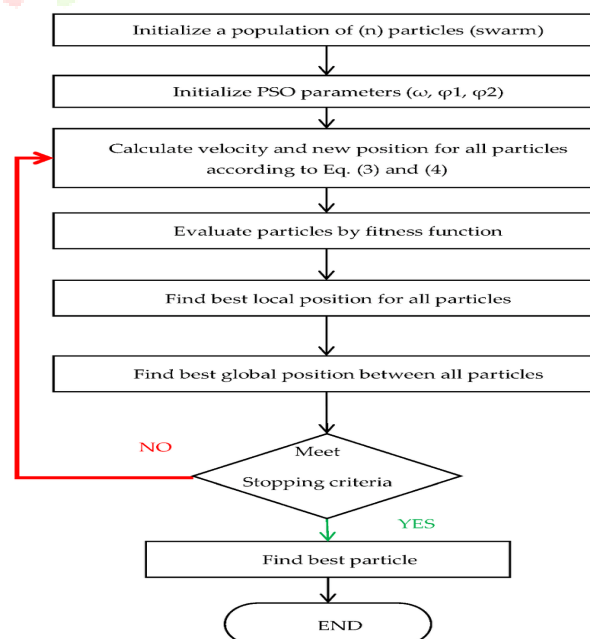 Initialize a population of (n) particles (swarm)
Initialize PSO parameters (ω, φ1, φ2)
Calculate velocity and new position for all particles
according to Eq. (3) and (4)
Evaluate particles by fitness function
Find best local position for all particles
Find best global position between all particles
Meet
Stopping criteria
NO
YES
Find best particle
END